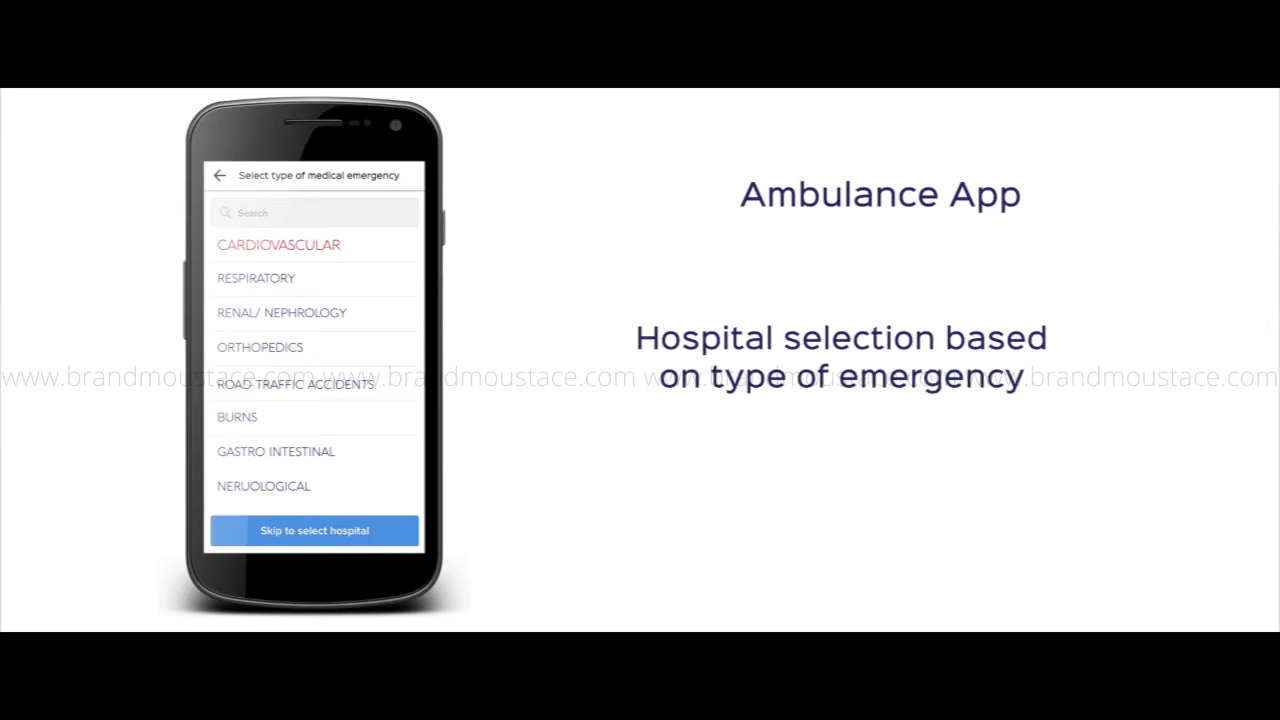 Select type of medical emergency
Search
CARDIOVASCULAR
RESPIRATORY
RENAL/ NEPHROLOGY
ORTHOPEDICS
ROAD TRAFFIC ACCIDENTS
BURNS
GASTRO INTESTINAL
NERUOLOGICAL
Skip to select hospital
Ambulance App
Hospital selection based
on type of emergency
www.brandmoustace.com www.brandmoustace.com www.brandmoustace.com www.brandmoustace.com